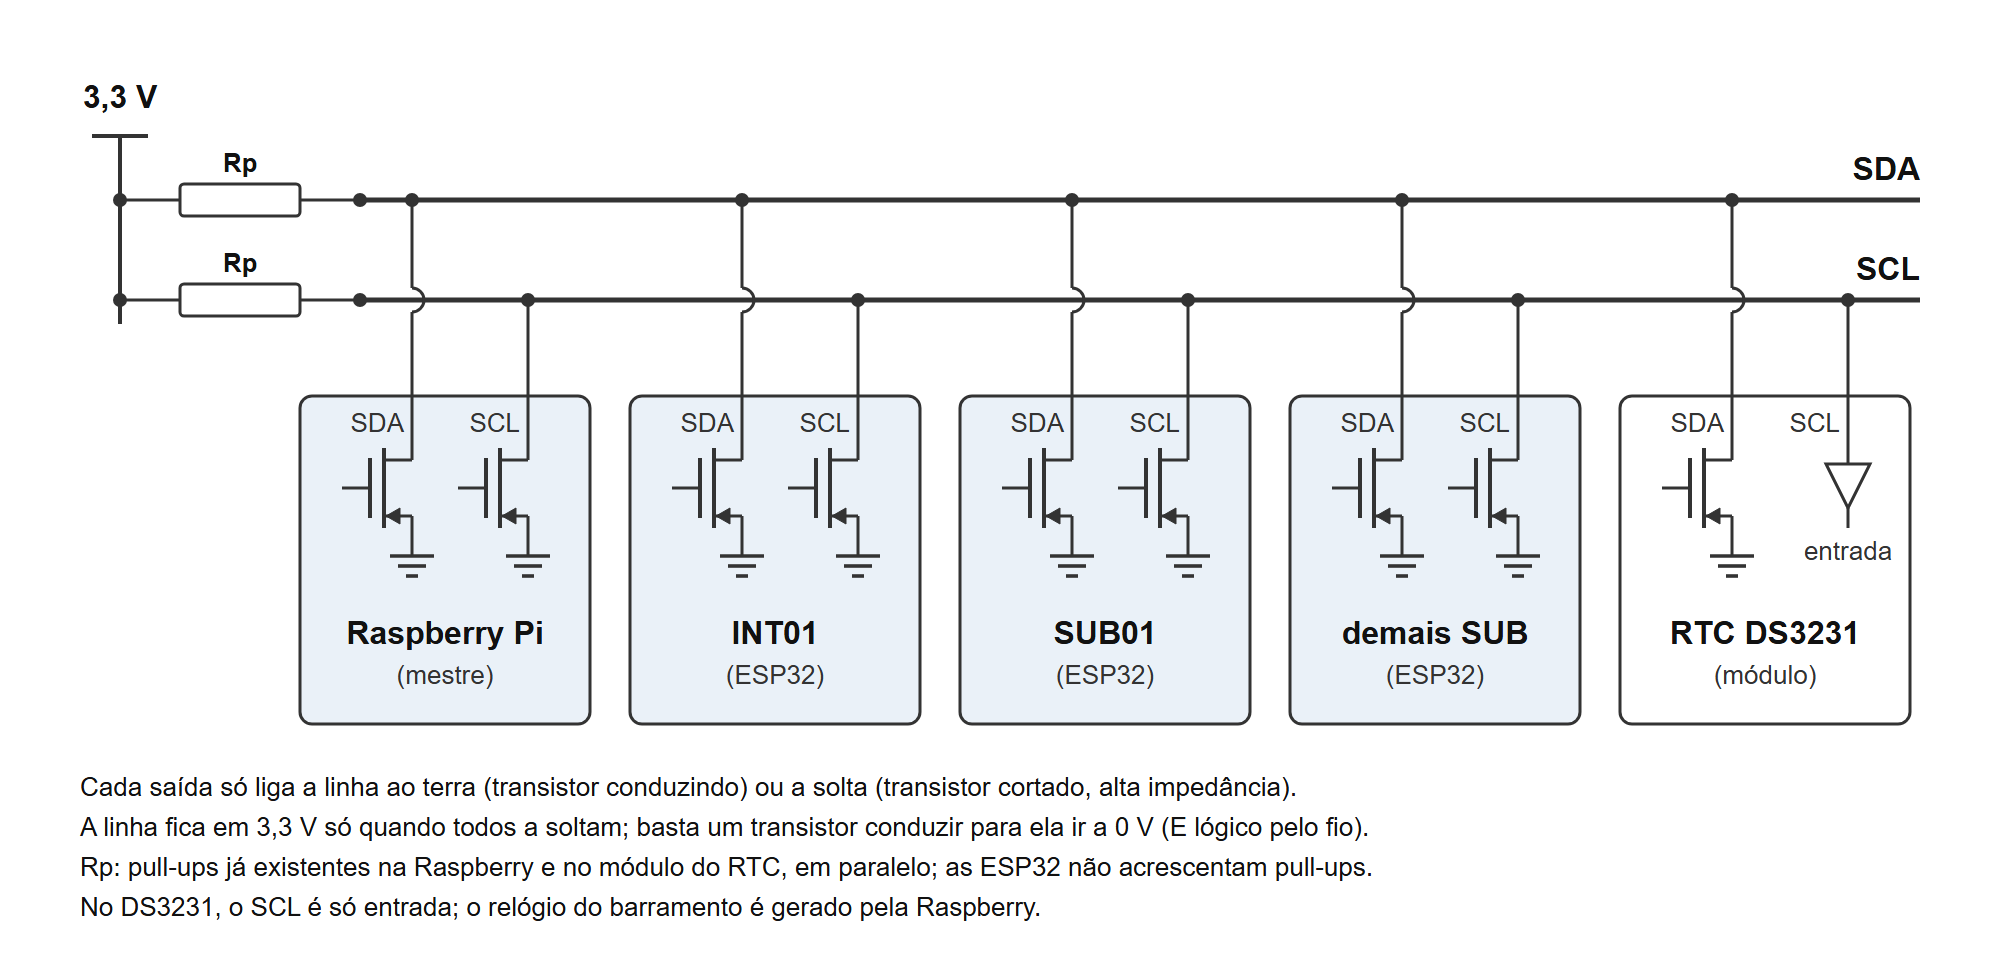 3,3 V
Rp
SDA
Rp
SCL
SDA SCL
SDA SCL
SDA SCL
SDA SCL
SDA SCL
entrada
Raspberry Pi
(mestre)
INT01
(ESP32)
SUB01
(ESP32)
demais SUB
(ESP32)
RTC DS3231
(módulo)
Cada saída só liga a linha ao terra (transistor conduzindo) ou a solta (transistor cortado, alta impedância).
A linha fica em 3,3 V só quando todos a soltam; basta um transistor conduzir para ela ir a 0 V (E lógico pelo fio).
Rp: pull-ups já existentes na Raspberry e no módulo do RTC, em paralelo; as ESP32 não acrescentam pull-ups.
No DS3231, o SCL é só entrada; o relógio do barramento é gerado pela Raspberry.